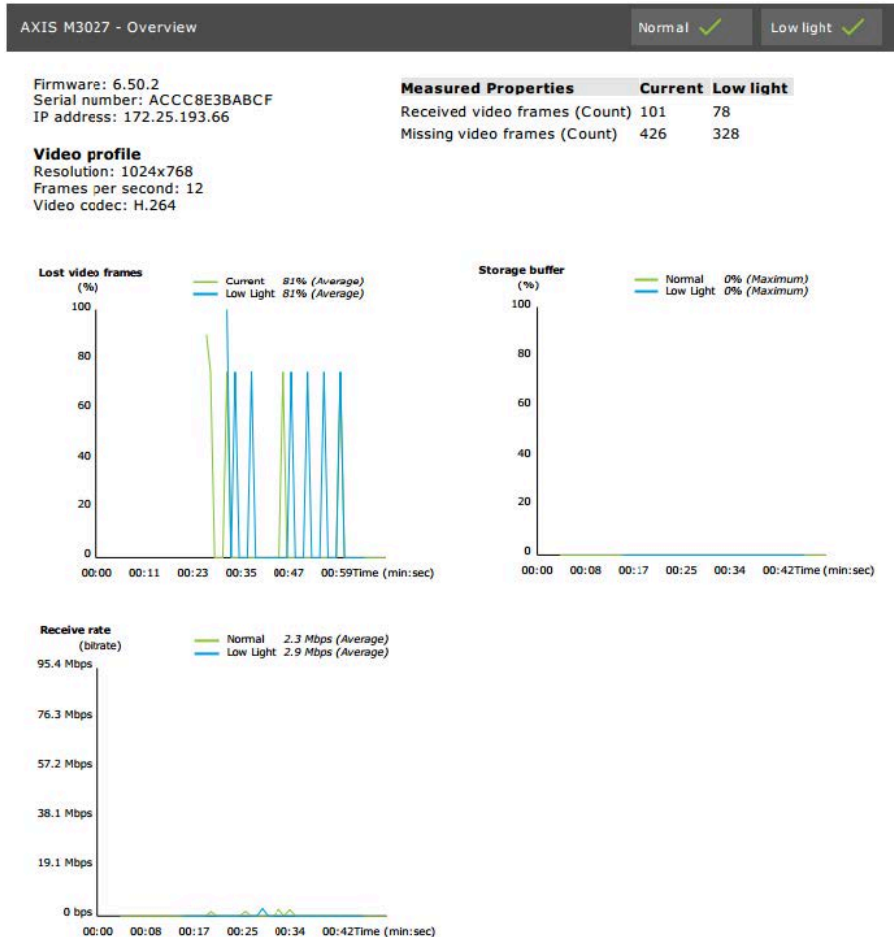 AXIS M3027 - Overview
Normal
Low light
Firmware: 6.50.2
Serial number: ACCC8E3BABCF
IP address: 172.25.193.66
Video profile
Resolution: 1024x768
Frames per second: 12
Video codec: H.264
Measured Properties Current Low light
Received video frames (Count) 101 78
Missing video frames (Count) 426 328
Lost video frames
(%)
Current 81% (Average)
Low Light 81% (Average)
100
80
60
40
20
0
00:00 00:11 00:23 00:35 00:47 00:59Time (min:sec)
Storage buffer
(%)
Normal 0% (Maximum)
Low Light 0% (Maximum)
100
80
60
40
20
0
00:00 00:08 00:17 00:25 00:34 00:42Time (min:sec)
Receive rate
(bitrate)
Normal 2.3 Mbps (Average)
Low Light 2.9 Mbps (Average)
95.4 Mbps
76.3 Mbps
57.2 Mbps
38.1 Mbps
19.1 Mbps
0 bps
00:00 00:08 00:17 00:25 00:34 00:42Time (min:sec)